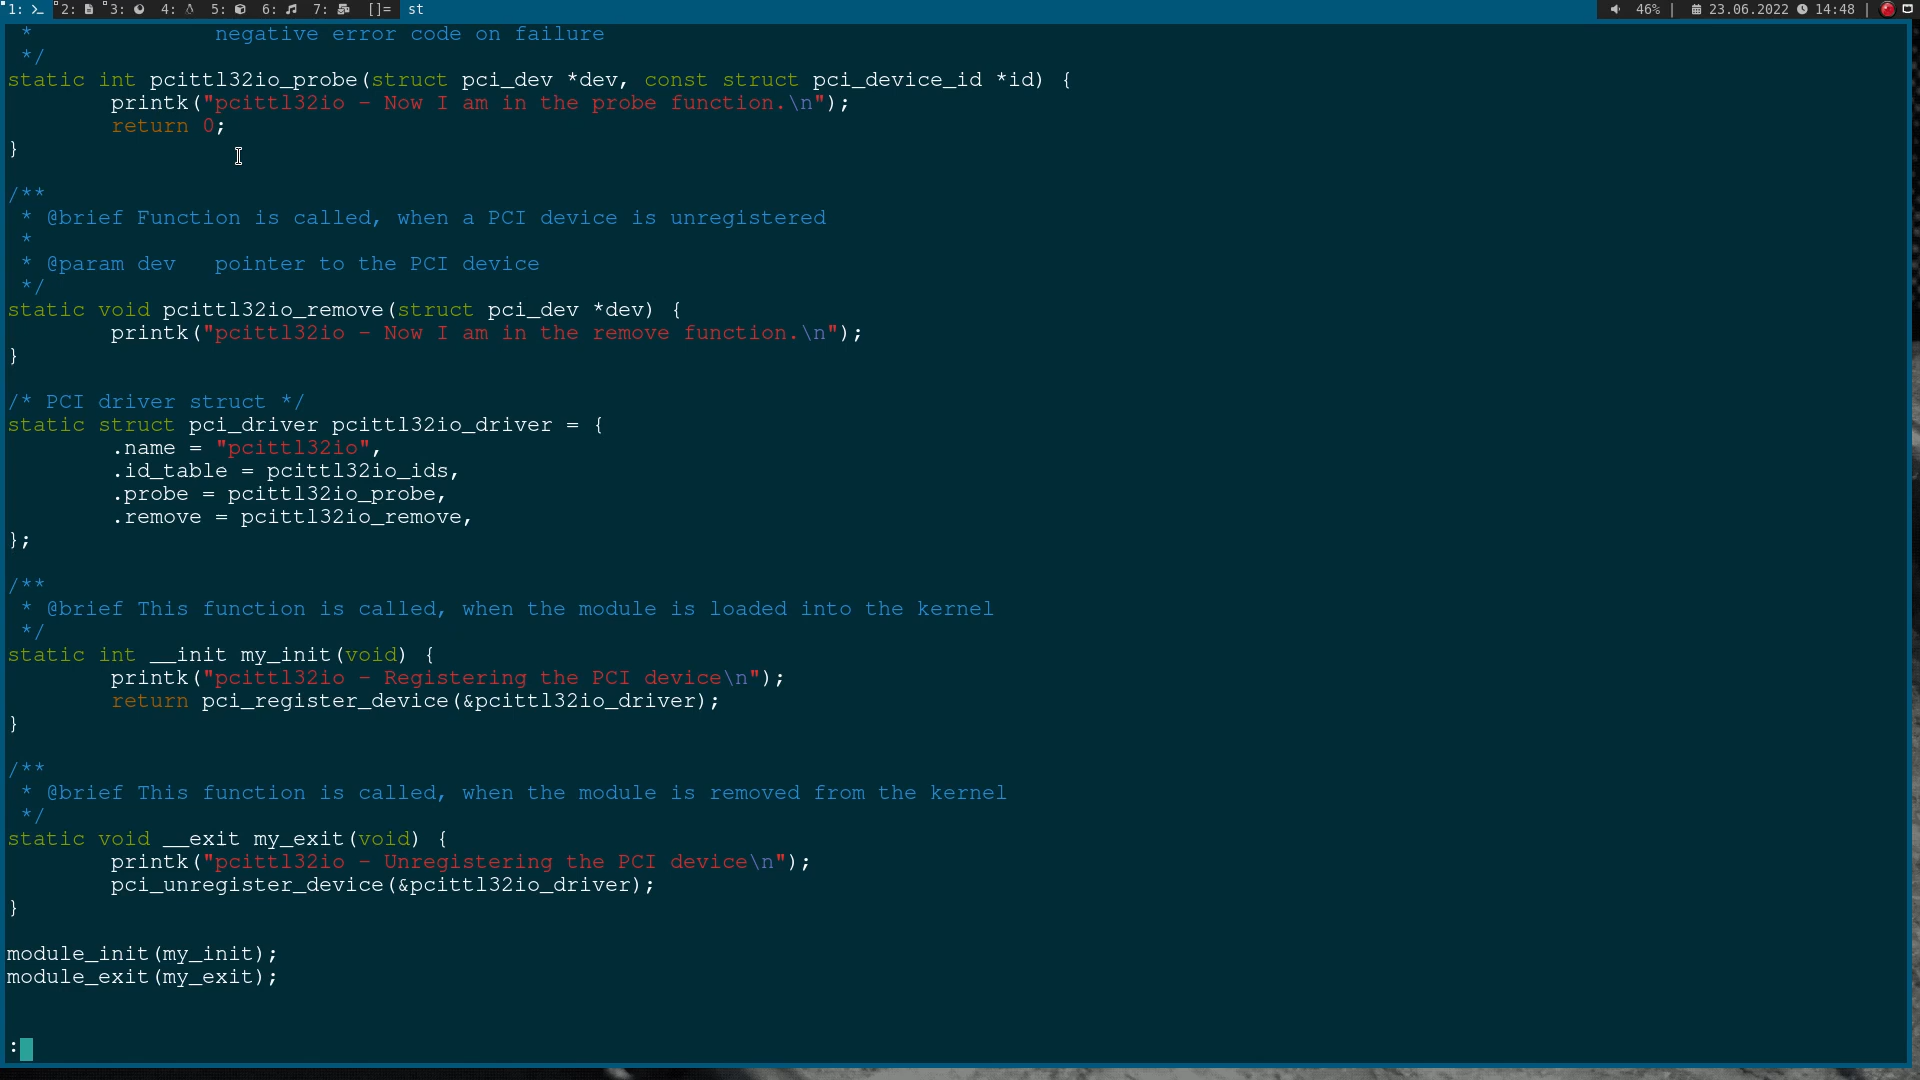 1: 2: 3: 4: 5: 6: 7: []= st 46% | 23.06.2022 14:48 |
 *              negative error code on failure
 */
static int pcittl32io_probe(struct pci_dev *dev, const struct pci_device_id *id) {
        printk("pcittl32io - Now I am in the probe function.\n");
        return 0;
}
/**
 * @brief Function is called, when a PCI device is unregistered
 *
 * @param dev   pointer to the PCI device
 */
static void pcittl32io_remove(struct pci_dev *dev) {
        printk("pcittl32io - Now I am in the remove function.\n");
}
/* PCI driver struct */
static struct pci_driver pcittl32io_driver = {
        .name = "pcittl32io",
        .id_table = pcittl32io_ids,
        .probe = pcittl32io_probe,
        .remove = pcittl32io_remove,
};
/**
 * @brief This function is called, when the module is loaded into the kernel
 */
static int __init my_init(void) {
        printk("pcittl32io - Registering the PCI device\n");
        return pci_register_device(&pcittl32io_driver);
}
/**
 * @brief This function is called, when the module is removed from the kernel
 */
static void __exit my_exit(void) {
        printk("pcittl32io - Unregistering the PCI device\n");
        pci_unregister_device(&pcittl32io_driver);
}
module_init(my_init);
module_exit(my_exit);
: